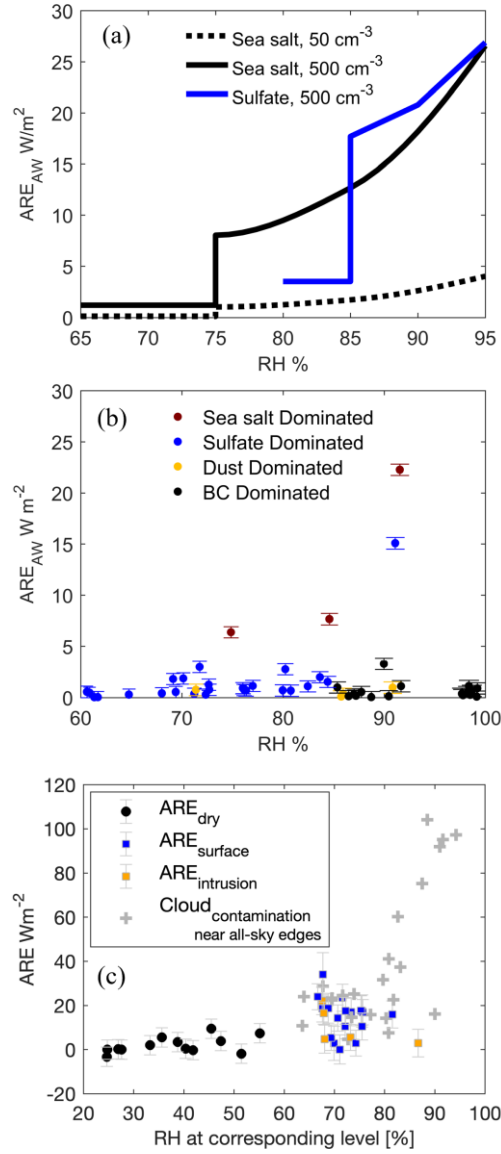 (a)
Sea salt, 50 cm⁻³
Sea salt, 500 cm⁻³
Sulfate, 500 cm⁻³
ARE_AW W/m²
30
25
20
15
10
5
0
65 70 75 80 85 90 95
RH %
(b)
Sea salt Dominated
Sulfate Dominated
Dust Dominated
BC Dominated
ARE_AW W m⁻²
30
25
20
15
10
5
0
60 70 80 90 100
RH %
ARE_dry
ARE_surface
ARE_intrusion
Cloud_contamination
near all-sky edges
(c)
ARE Wm⁻²
120
100
80
60
40
20
0
-20
20 30 40 50 60 70 80 90 100
RH at corresponding level [%]